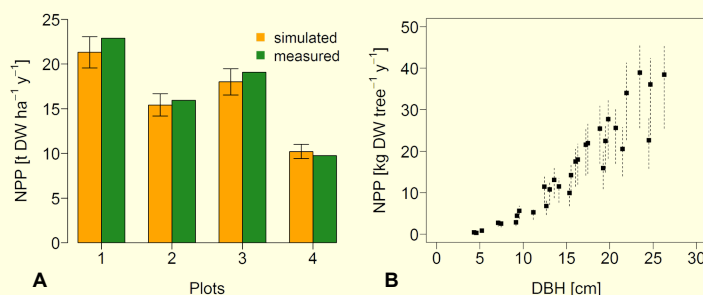 NPP [t DW ha⁻¹ y⁻¹]
25
20
15
10
5
0
simulated
measured
1 2 3 4
Plots
A
NPP [kg DW tree⁻¹ y⁻¹]
50
40
30
20
10
0
0 5 10 15 20 25 30
DBH [cm]
B